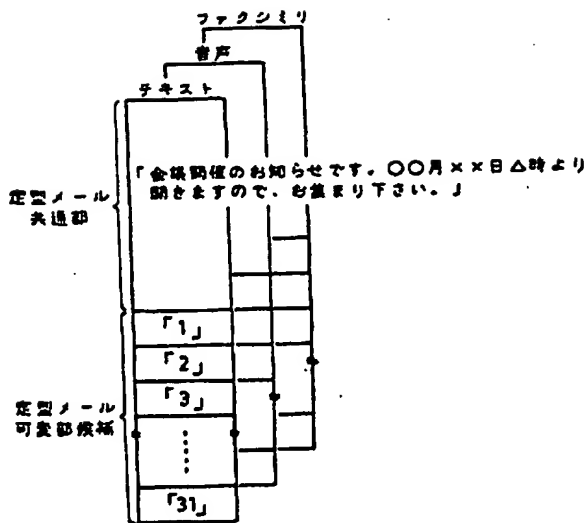 ファクシミリ
音声
テキスト
「会議開催のお知らせです。〇〇月××日△時より
開きますので、お集まり下さい。」
定型メール
共通部
「1」
「2」
「3」
定型メール
可変部候補
「31」